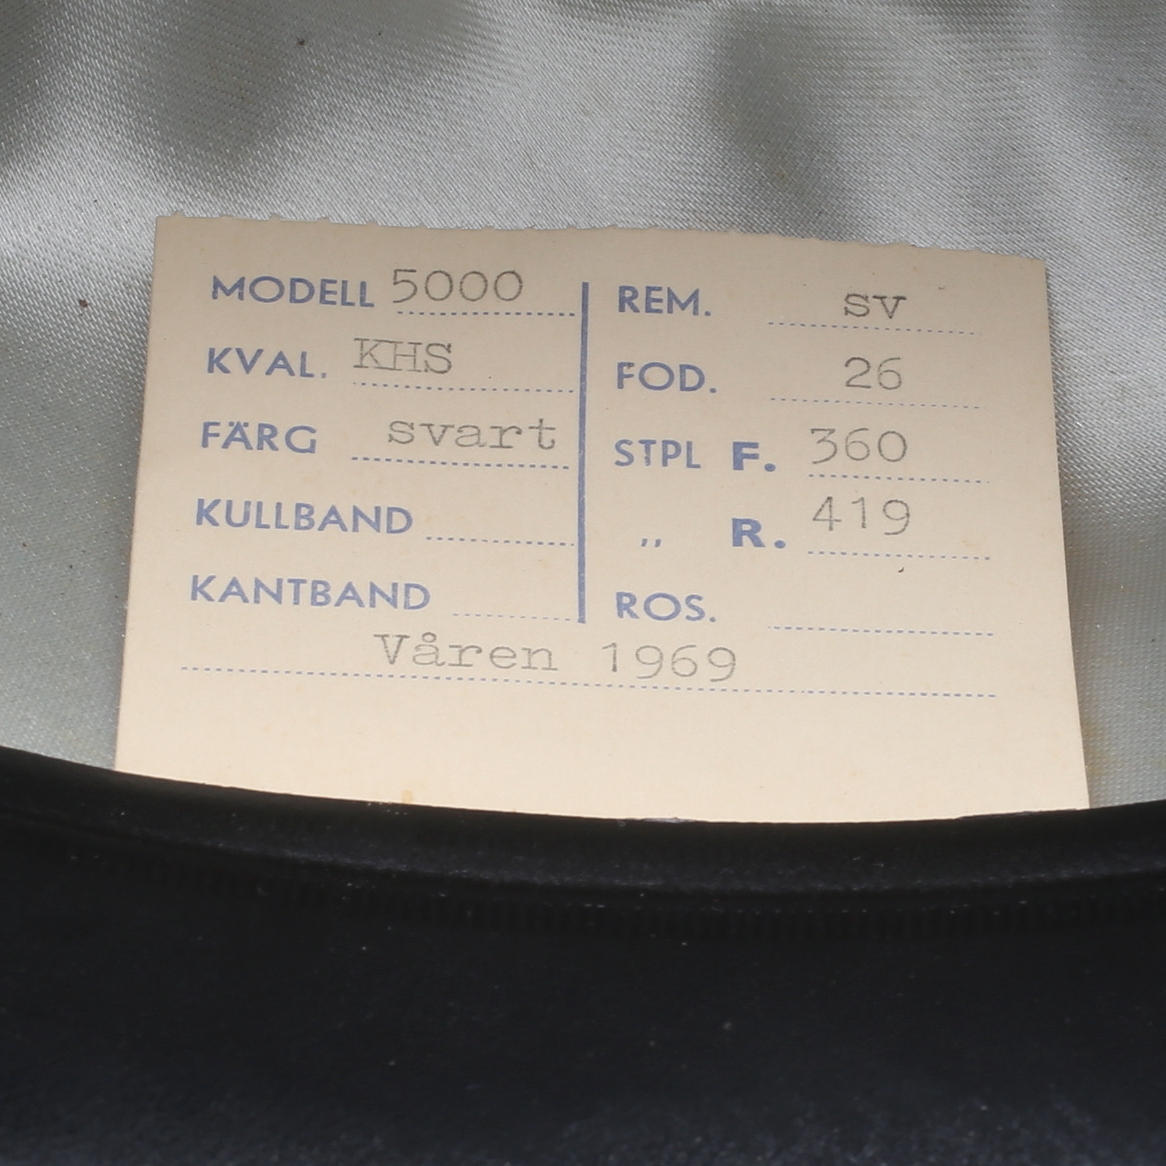 MODELL 5000
KVAL. KHS
FÄRG svart
KULLBAND
KANTBAND
REM. sv
FOD. 26
STPL F. 360
„ R. 419
ROS.
Våren 1969